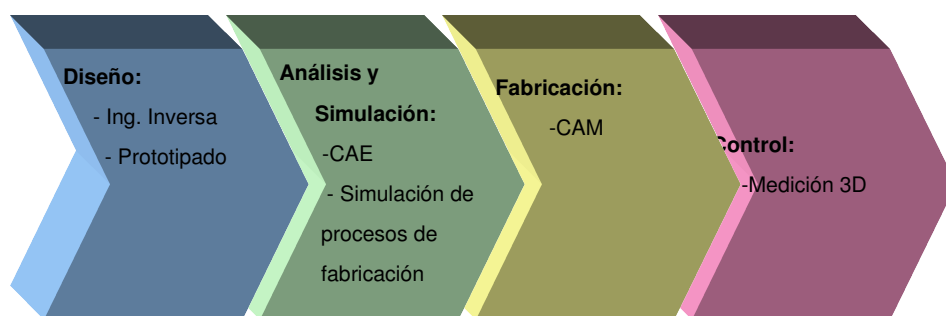 Diseño:
- Ing. Inversa
- Prototipado
Análisis y
Simulación:
-CAE
- Simulación de
procesos de
fabricación
Fabricación:
-CAM
Control:
-Medición 3D